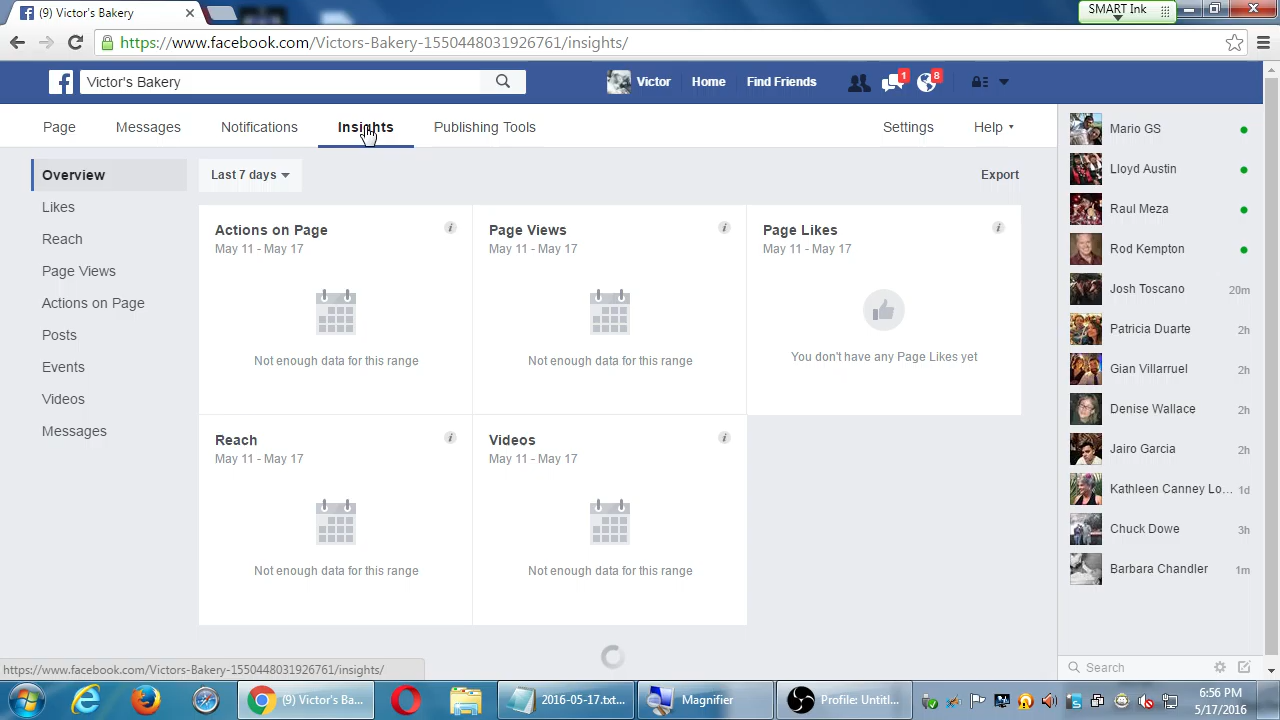 (9) Victor's Bakery
SMART Ink
https://www.facebook.com/Victors-Bakery-1550448031926761/insights/
Victor's Bakery
Victor
Home
Find Friends
1
8
Page
Messages
Notifications
Insights
Publishing Tools
Settings
Help
Overview
Likes
Reach
Page Views
Actions on Page
Posts
Events
Videos
Messages
Last 7 days
Export
Actions on Page
May 11 - May 17
Not enough data for this range
Page Views
May 11 - May 17
Not enough data for this range
Page Likes
May 11 - May 17
You don't have any Page Likes yet
Reach
May 11 - May 17
Not enough data for this range
Videos
May 11 - May 17
Not enough data for this range
Mario GS
Lloyd Austin
Raul Meza
Rod Kempton
Josh Toscano 20m
Patricia Duarte 2h
Gian Villarruel 2h
Denise Wallace 2h
Jairo Garcia 2h
Kathleen Canney Lo... 1d
Chuck Dowe 3h
Barbara Chandler 1m
Search
https://www.facebook.com/Victors-Bakery-1550448031926761/insights/
(9) Victor's Ba...
2016-05-17.txt...
Magnifier
Profile: Untitl...
6:56 PM
5/17/2016